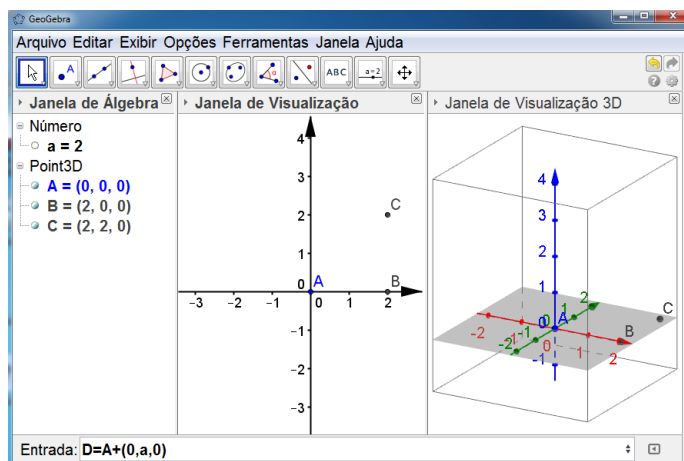 GeoGebra
Arquivo Editar Exibir Opções Ferramentas Janela Ajuda
A
α
ABC
a=2
Janela de Álgebra
Número
a = 2
Point3D
A = (0, 0, 0)
B = (2, 0, 0)
C = (2, 2, 0)
Janela de Visualização
4
3
2
C
1
0
A
B
-3
-2
-1
0
1
2
-1
-2
-3
Janela de Visualização 3D
4
3
2
1
0
-1
A
B
C
-2
-1
0
1
2
-2
-1
0
1
2
Entrada: D=A+(0,a,0)